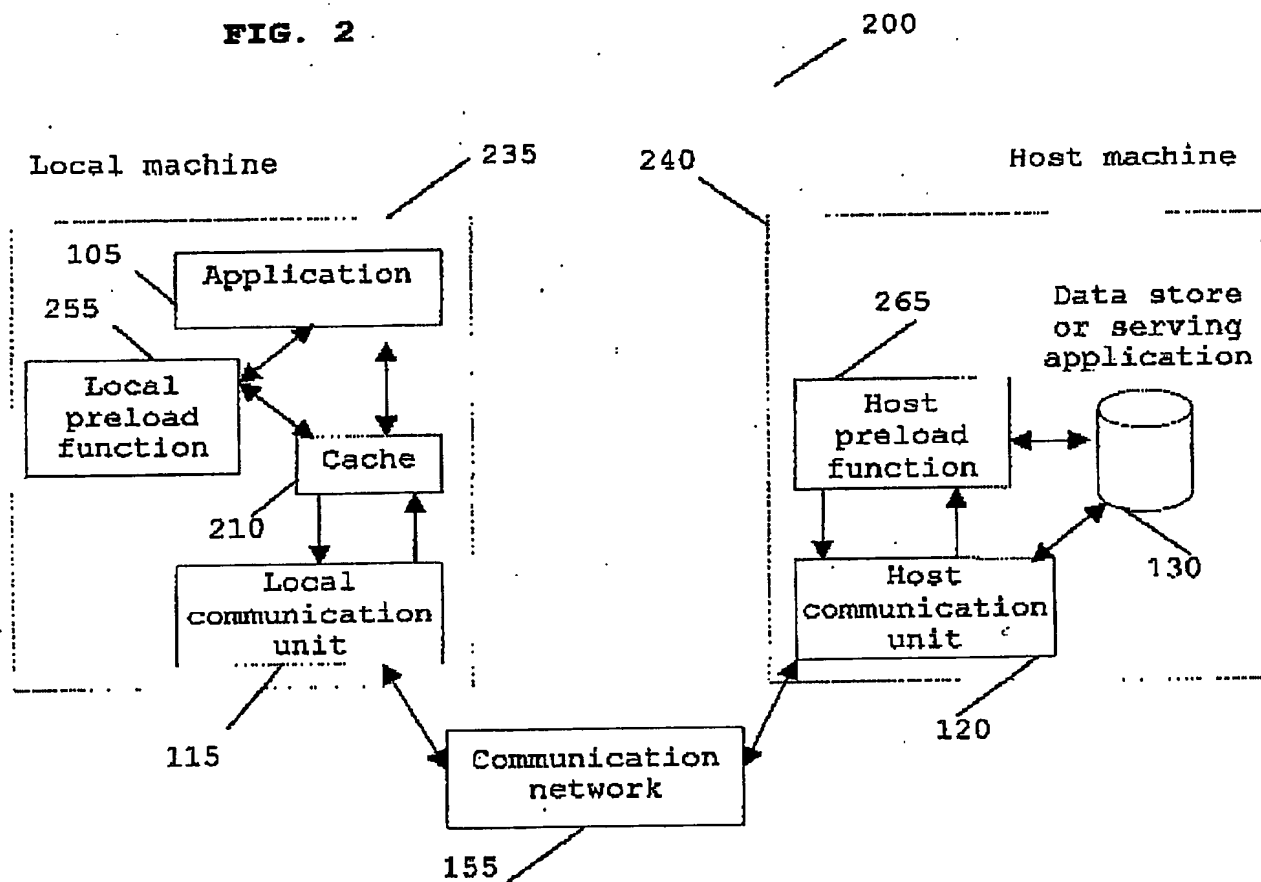 FIG. 2
200
Local machine
235
240
Host machine
105
Application
255
265
Data store
or serving
application
Local
preload
function
Host
preload
function
Cache
210
Local
communication
unit
Host
communication
unit
130
115
120
Communication
network
155